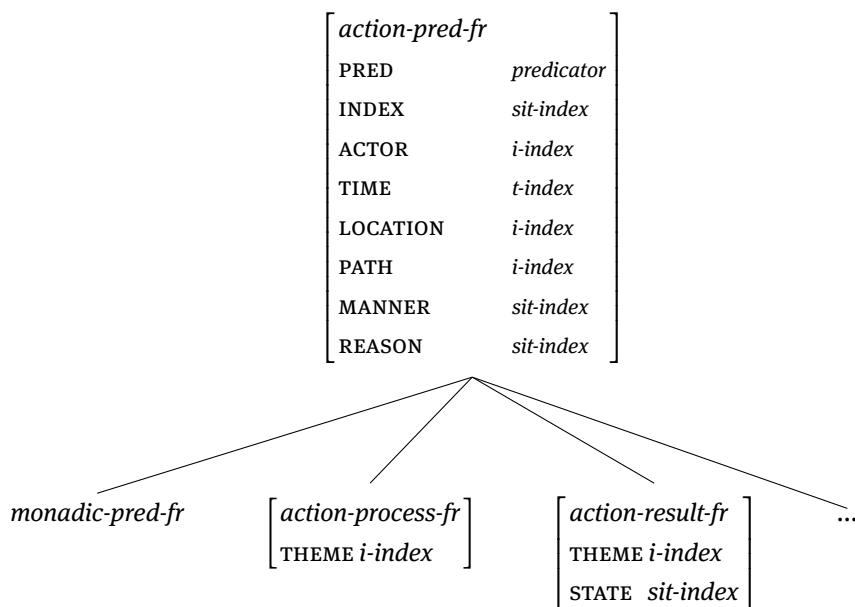 action-pred-fr
PRED predicator
INDEX sit-index
ACTOR i-index
TIME t-index
LOCATION i-index
PATH i-index
MANNER sit-index
REASON sit-index
monadic-pred-fr
action-process-fr
THEME i-index
action-result-fr
THEME i-index
STATE sit-index
...